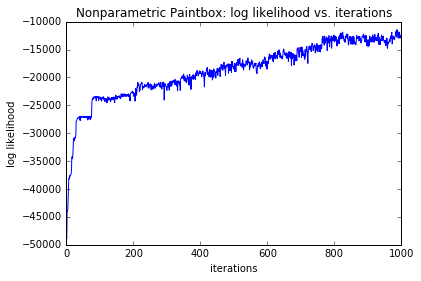 Nonparametric Paintbox: log likelihood vs. iterations
−10000
−15000
−20000
−25000
−30000
−35000
−40000
−45000
−50000
log likelihood
0 200 400 600 800 1000
iterations